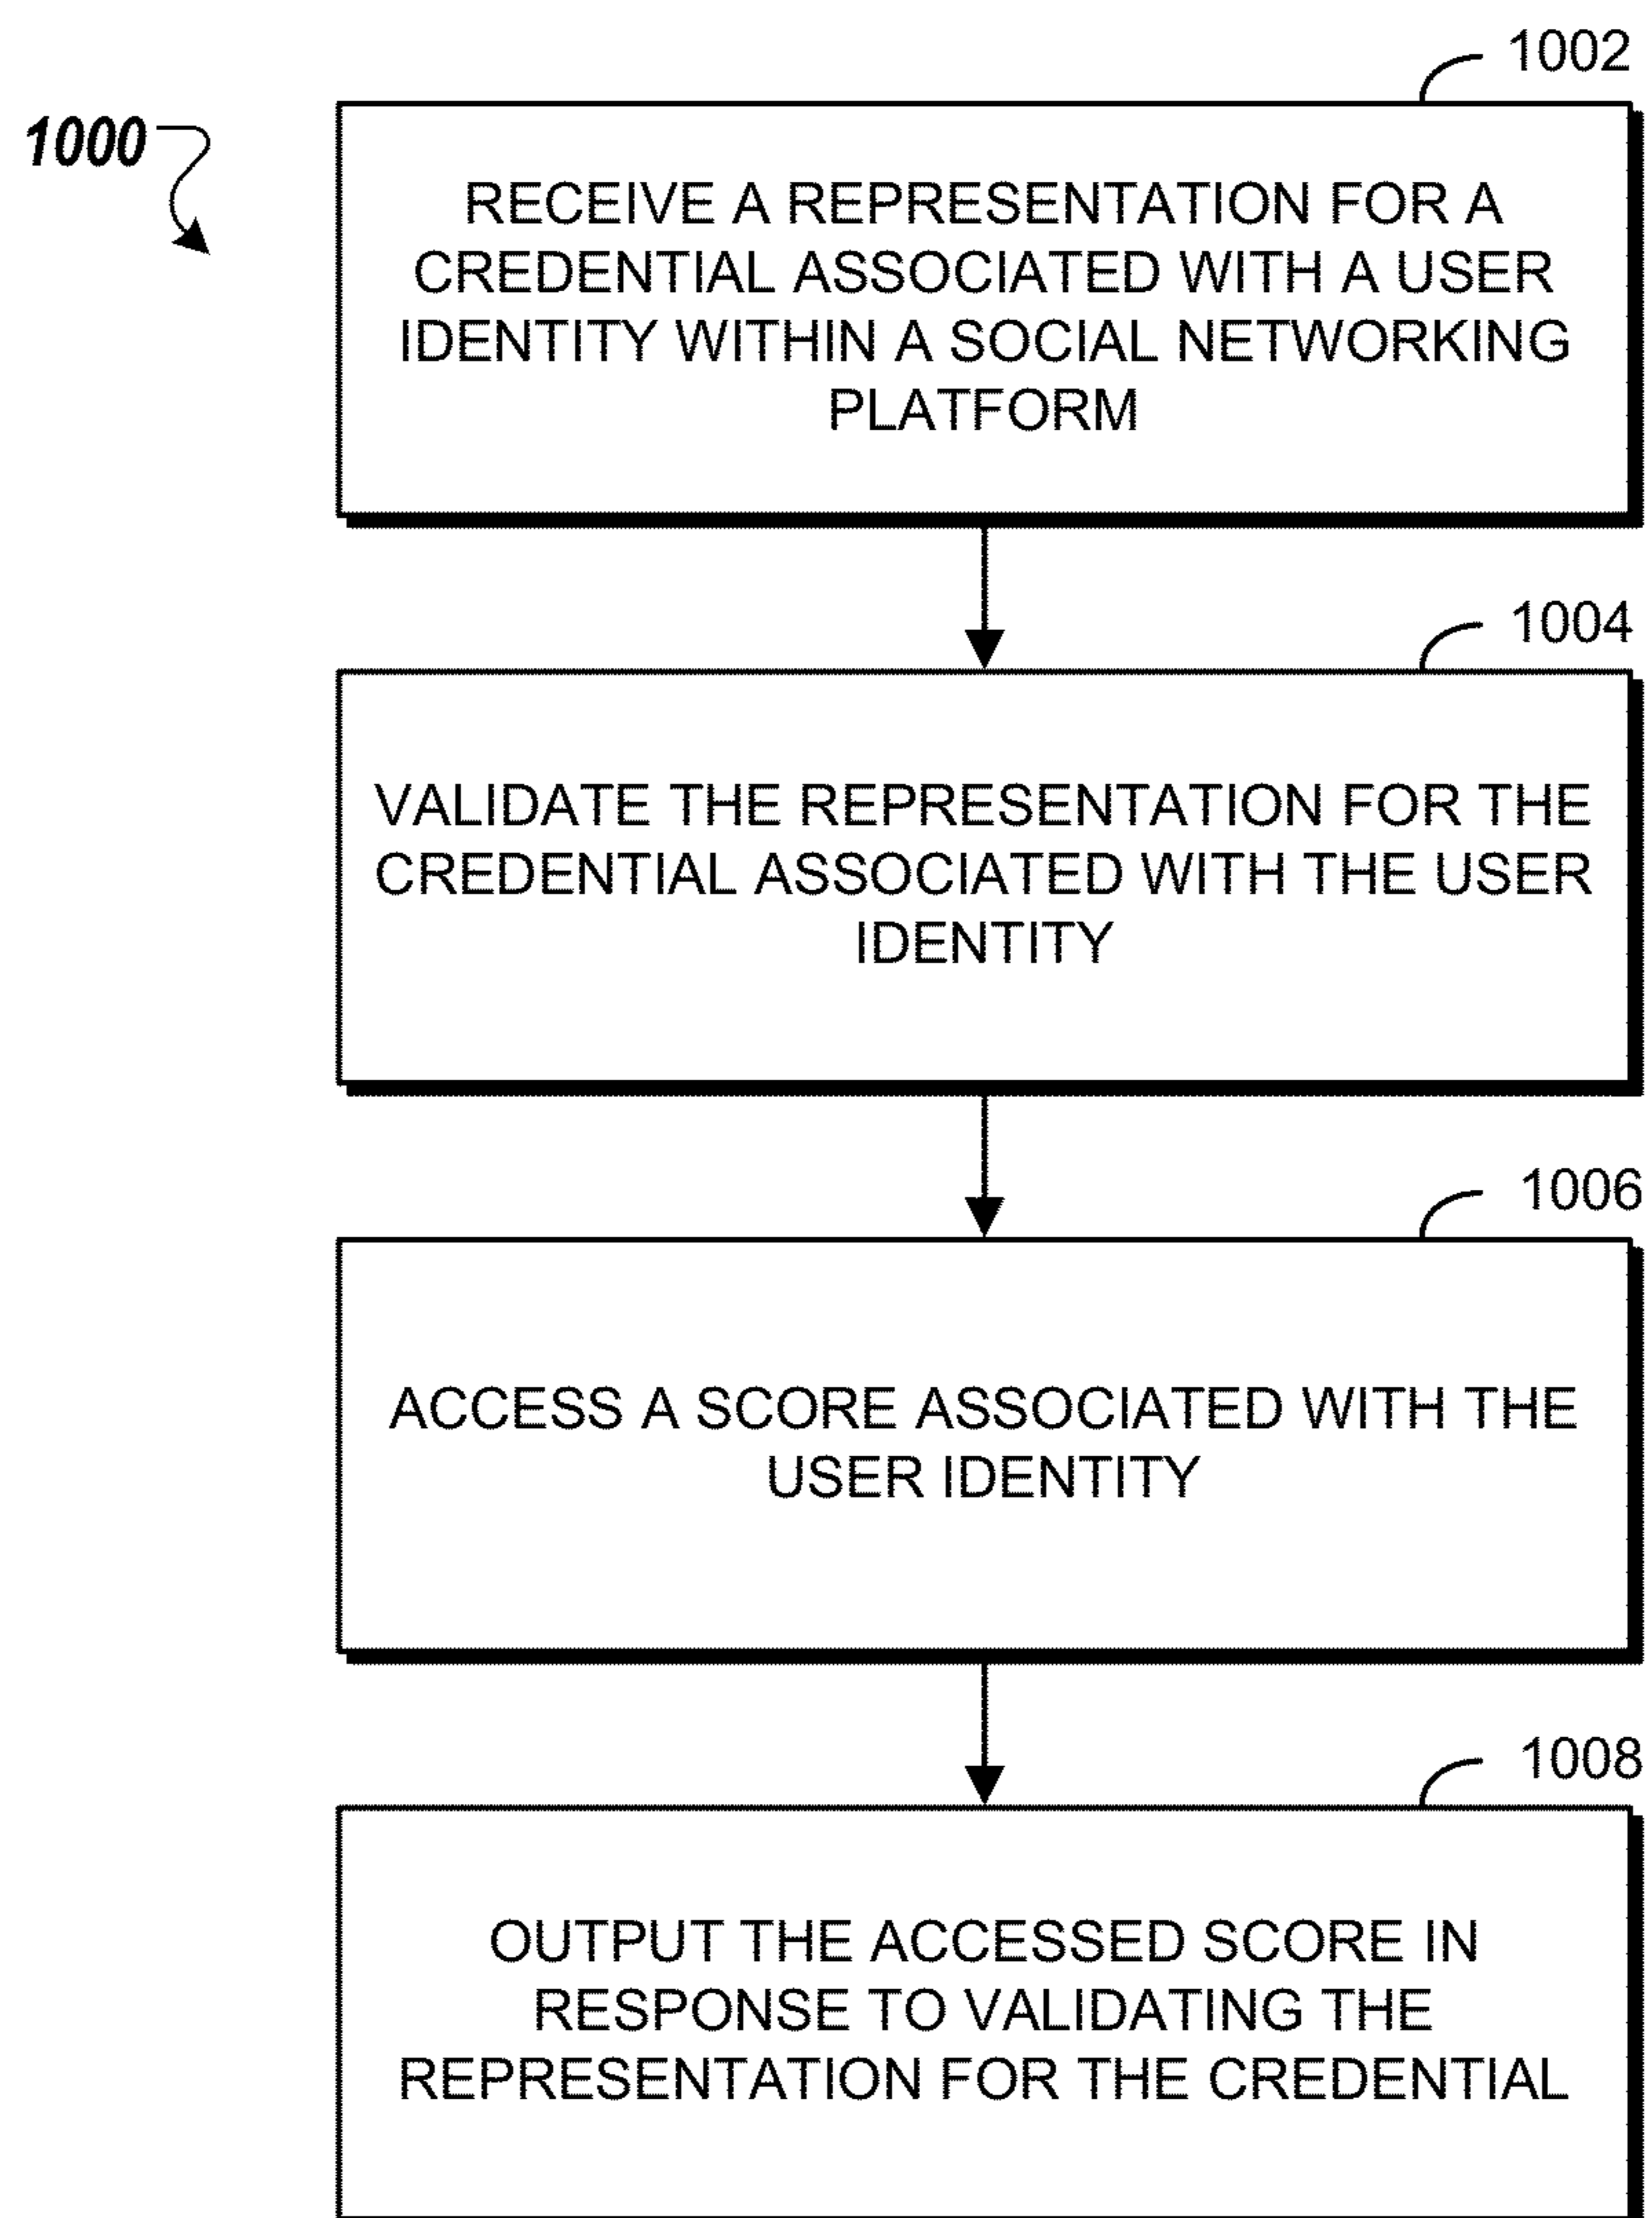 1002
1000
RECEIVE A REPRESENTATION FOR A
CREDENTIAL ASSOCIATED WITH A USER
IDENTITY WITHIN A SOCIAL NETWORKING
PLATFORM
1004
VALIDATE THE REPRESENTATION FOR THE
CREDENTIAL ASSOCIATED WITH THE USER
IDENTITY
1006
ACCESS A SCORE ASSOCIATED WITH THE
USER IDENTITY
1008
OUTPUT THE ACCESSED SCORE IN
RESPONSE TO VALIDATING THE
REPRESENTATION FOR THE CREDENTIAL